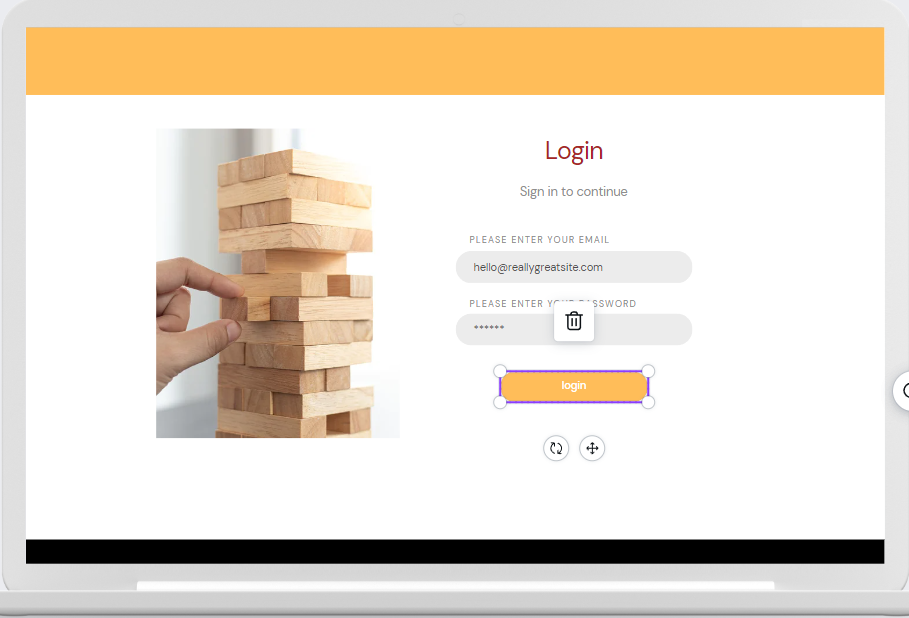 Login
Sign in to continue
PLEASE ENTER YOUR EMAIL
hello@reallygreatsite.com
PLEASE ENTER YOUR PASSWORD
******
login